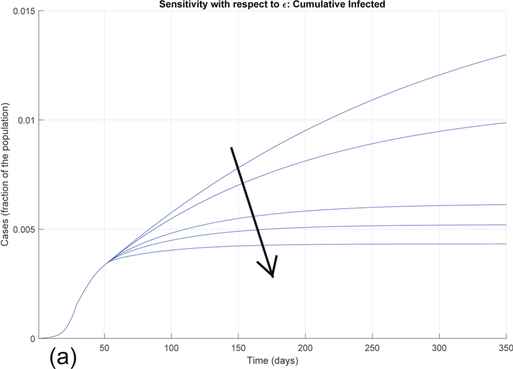 Sensitivity with respect to ϵ: Cumulative Infected
0.015
0.01
0.005
0
Cases (fraction of the population)
50
100
150
200
250
300
350
Time (days)
(a)